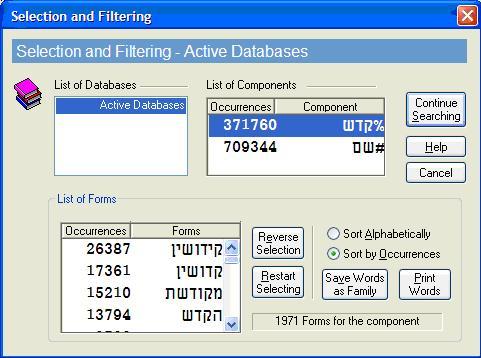 Selection and Filtering
Selection and Filtering - Active Databases
List of Databases
Active Databases
List of Components
Occurrences Component
371760 %קדש
709344 #שם
Continue Searching
Help
Cancel
List of Forms
Occurrences Forms
26387 קידושין
17361 קדושין
15210 מקודשת
13794 הקדש
Reverse Selection
Restart Selecting
Sort Alphabetically
Sort by Occurrences
Save Words as Family
Print Words
1971 Forms for the component